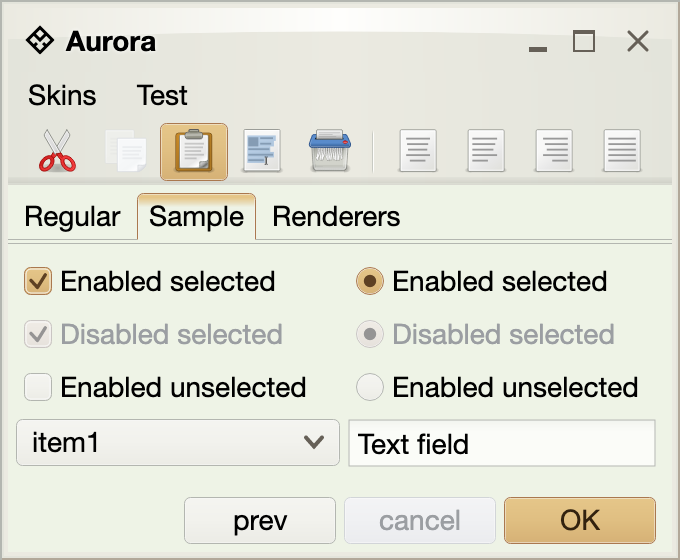 Aurora
Skins Test
Regular Sample Renderers
Enabled selected Enabled selected
Disabled selected Disabled selected
Enabled unselected Enabled unselected
item1 Text field
prev cancel OK